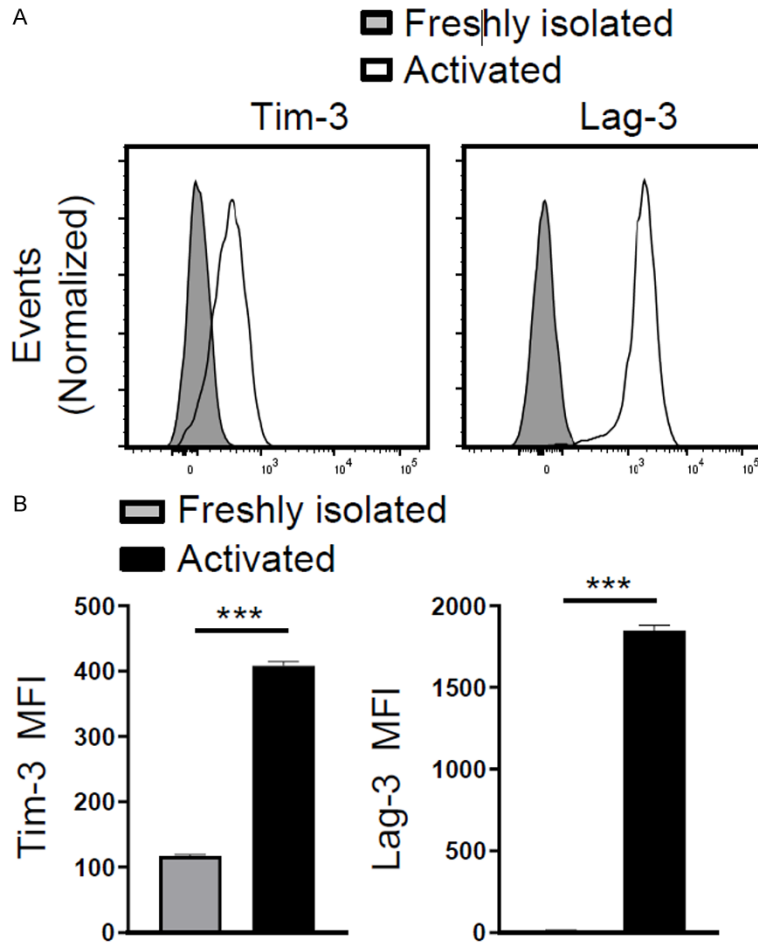 A
Freshly isolated
Activated
Tim-3
Lag-3
Events
(Normalized)
0 10³ 10⁴ 10⁵
0 10³ 10⁴ 10⁵
B
Freshly isolated
Activated
***
***
Tim-3 MFI
500
400
300
200
100
0
Lag-3 MFI
2000
1500
1000
500
0